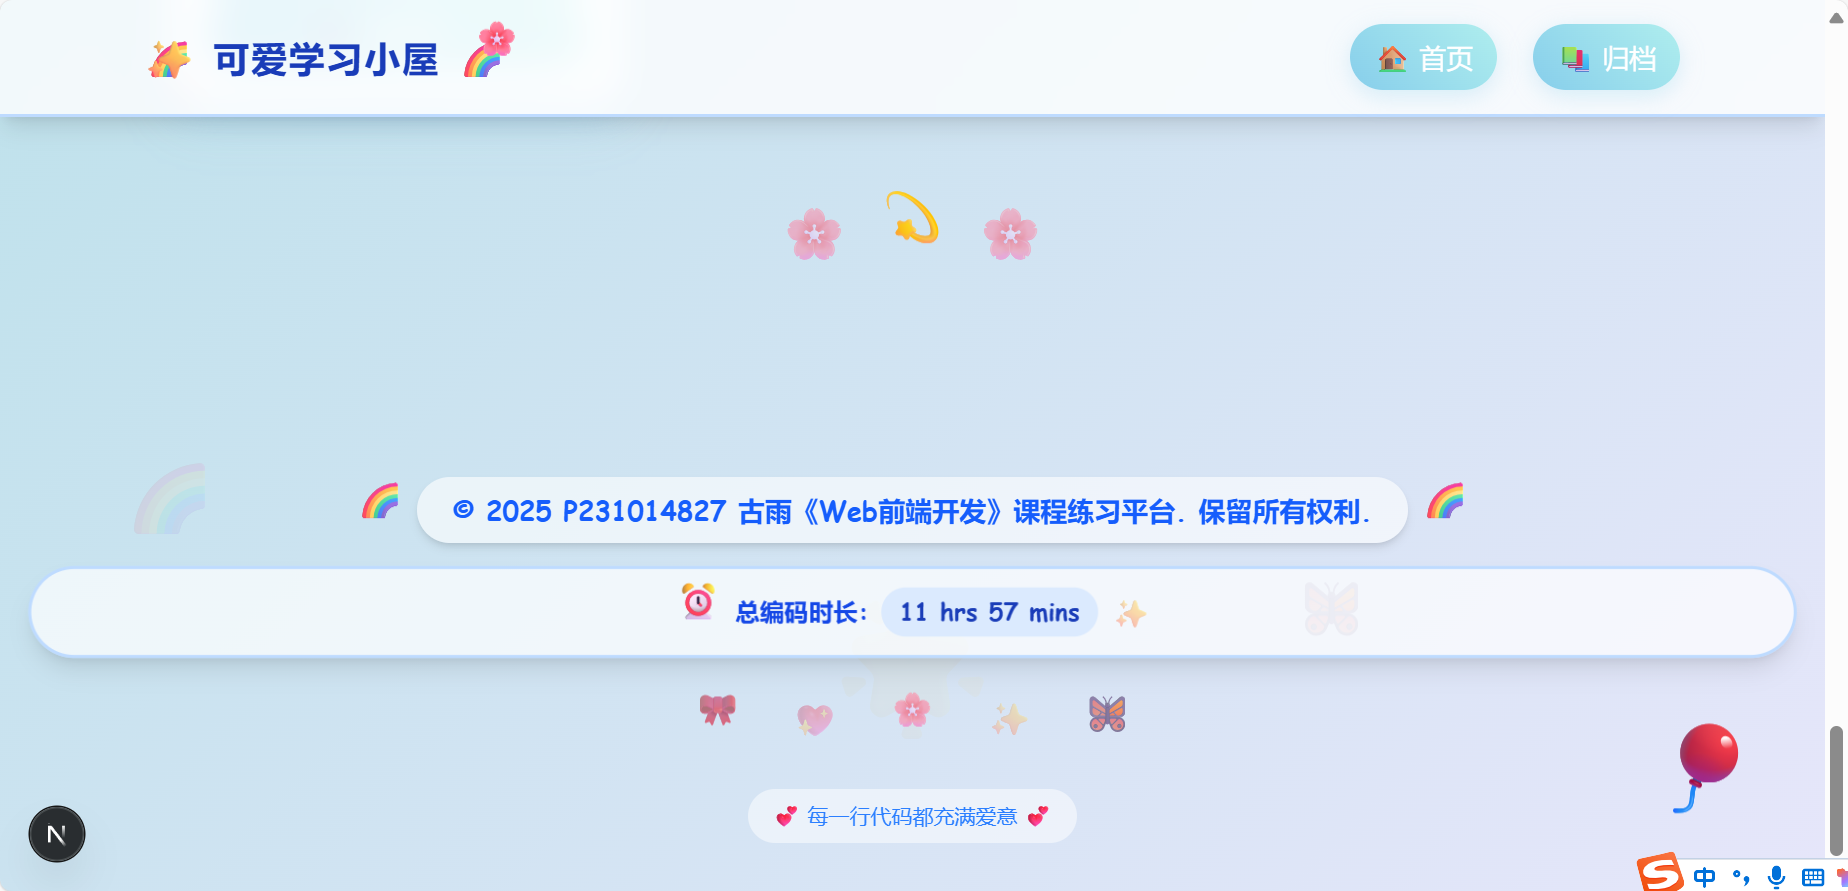 可爱学习小屋
首页
归档
© 2025 P231014827 古雨《Web前端开发》课程练习平台. 保留所有权利.
总编码时长: 11 hrs 57 mins
每一行代码都充满爱意
N
S 中